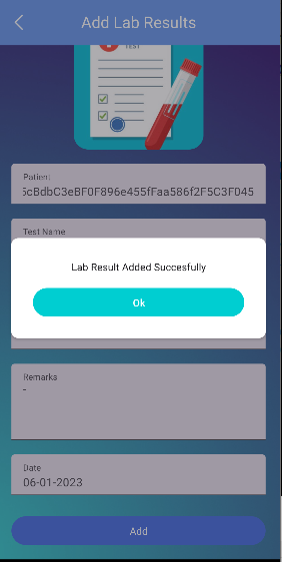 Add Lab Results
TEST
Patient
5cBdbC3eBF0F896e455fFaa586f2F5C3F045
Test Name
Lab Result Added Succesfully
Ok
Remarks
-
Date
06-01-2023
Add